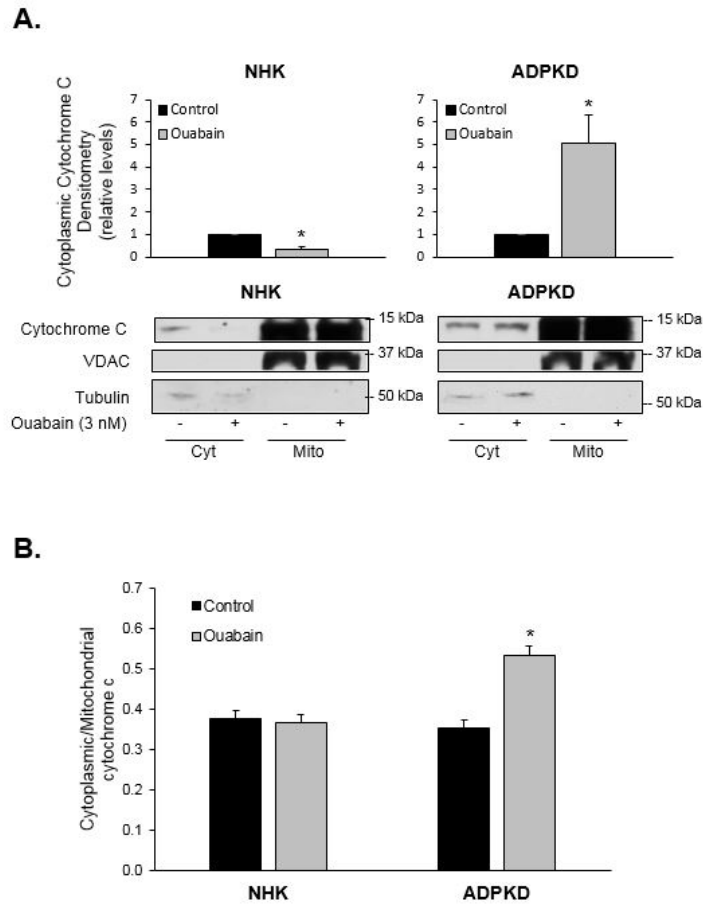 A.
NHK
ADPKD
Cytoplasmic Cytochrome C
Densitometry
(relative levels)
7
6
5
4
3
2
1
0
Control
Ouabain
*
7
6
5
4
3
2
1
0
Control
Ouabain
*
NHK
ADPKD
Cytochrome C
15 kDa
15 kDa
VDAC
37 kDa
37 kDa
Tubulin
50 kDa
50 kDa
Ouabain (3 nM) - + - + - + - +
Cyt Mito Cyt Mito
B.
Cytoplasmic/Mitochondrial
cytochrome c
0.7
0.6
0.5
0.4
0.3
0.2
0.1
0.0
Control
Ouabain
*
NHK ADPKD